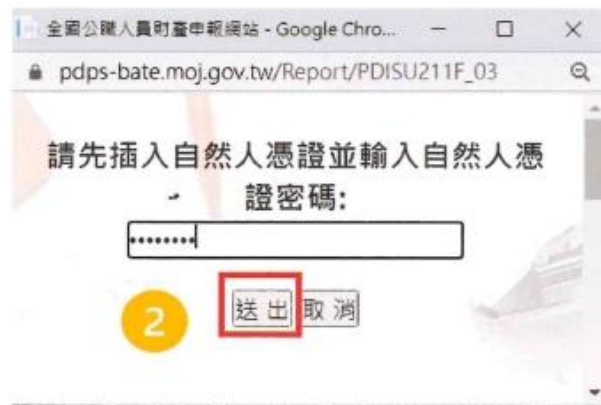 全國公職人員財產申報網站 - Google Chro...
pdps-bate.moj.gov.tw/Report/PDISU211F_03
請先插入自然人憑證並輸入自然人憑
證密碼:
••••••••
2
送出 取消